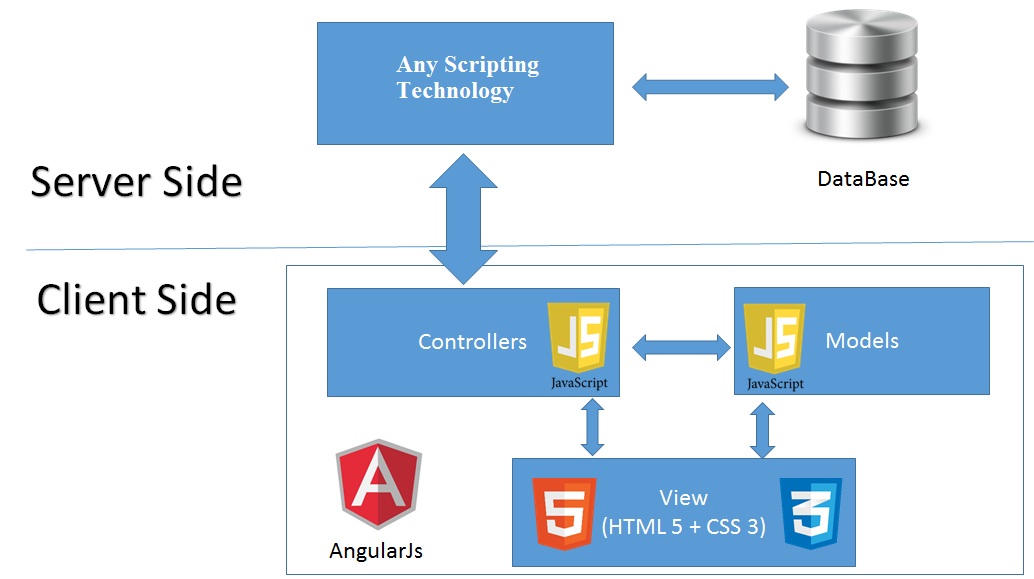 Any Scripting
Technology
DataBase
Server Side
Client Side
Controllers
JS
JavaScript
JS
JavaScript
Models
A
AngularJs
5
View
(HTML 5 + CSS 3)
3